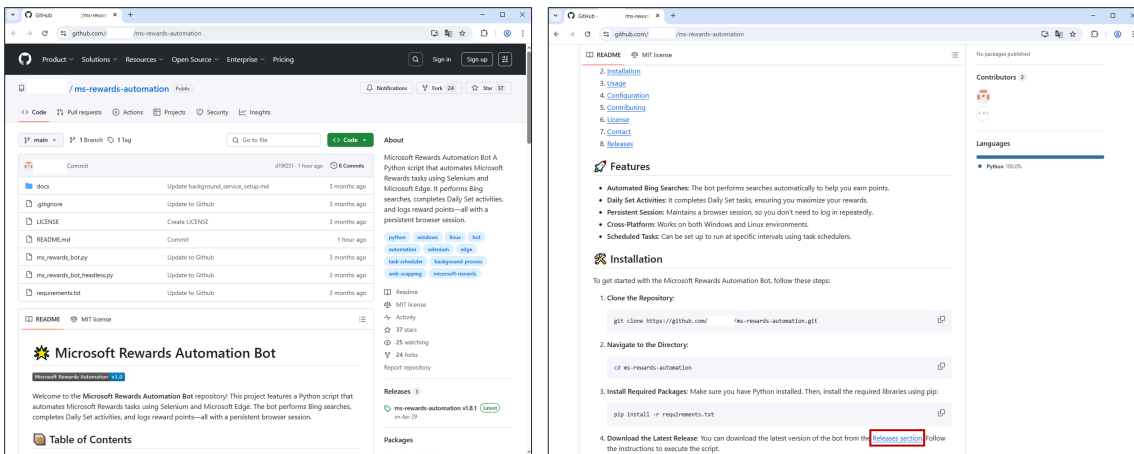 GitHub /ms-rewar
github.com/ /ms-rewards-automation
Product Solutions Resources Open Source Enterprise Pricing
Sign in Sign up
/ ms-rewards-automation Public
Notifications Fork 24 Star 37
Code Pull requests Actions Projects Security Insights
main 1 Branch 1 Tag
Go to file
Code
Commit d19f251 · 1 hour ago 8 Commits
docs Update background_service_setup.md 3 months ago
.gitignore Update to Github 3 months ago
LICENSE Create LICENSE 3 months ago
README.md Commit 1 hour ago
ms_rewards_bot.py Update to Github 3 months ago
ms_rewards_bot_headless.py Update to Github 3 months ago
requirements.txt Update to Github 3 months ago
README MIT license
Microsoft Rewards Automation Bot
Microsoft Rewards Automation v1.0
Welcome to the Microsoft Rewards Automation Bot repository! This project features a Python script that
automates Microsoft Rewards tasks using Selenium and Microsoft Edge. The bot performs Bing searches,
completes Daily Set activities, and logs reward points—all with a persistent browser session.
Table of Contents
About
Microsoft Rewards Automation Bot A
Python script that automates Microsoft
Rewards tasks using Selenium and
Microsoft Edge. It performs Bing
searches, completes Daily Set activities,
and logs reward points—all with a
persistent browser session.
python windows linux bot
automation selenium edge
task-scheduler background-process
web-scapping micorsoft-rewards
Readme
MIT license
Activity
37 stars
25 watching
24 forks
Report repository
Releases 1
ms-rewards-automation v1.8.1 Latest
on Apr 29
Packages
GitHub - /ms-rewar
github.com/ /ms-rewards-automation
README MIT license
2. Installation
3. Usage
4. Configuration
5. Contributing
6. License
7. Contact
8. Releases
Features
• Automated Bing Searches: The bot performs searches automatically to help you earn points.
• Daily Set Activities: It completes Daily Set tasks, ensuring you maximize your rewards.
• Persistent Session: Maintains a browser session, so you don't need to log in repeatedly.
• Cross-Platform: Works on both Windows and Linux environments.
• Scheduled Tasks: Can be set up to run at specific intervals using task schedulers.
Installation
To get started with the Microsoft Rewards Automation Bot, follow these steps:
1. Clone the Repository:
git clone https://github.com/ /ms-rewards-automation.git
2. Navigate to the Directory:
cd ms-rewards-automation
3. Install Required Packages: Make sure you have Python installed. Then, install the required libraries using pip:
pip install -r requirements.txt
4. Download the Latest Release: You can download the latest version of the bot from the Releases section. Follow
the instructions to execute the script.
No packages published
Contributors 2
Languages
Python 100.0%